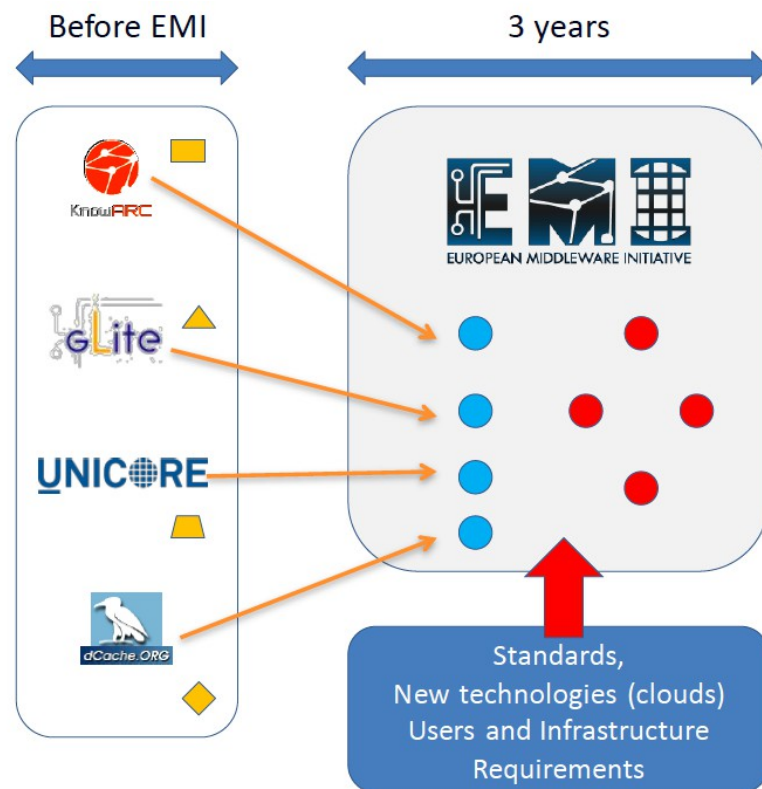 Before EMI
3 years
KnowARC
gLite
UNICORE
dCache.ORG
EMI
EUROPEAN MIDDLEWARE INITIATIVE
Standards,
New technologies (clouds)
Users and Infrastructure
Requirements